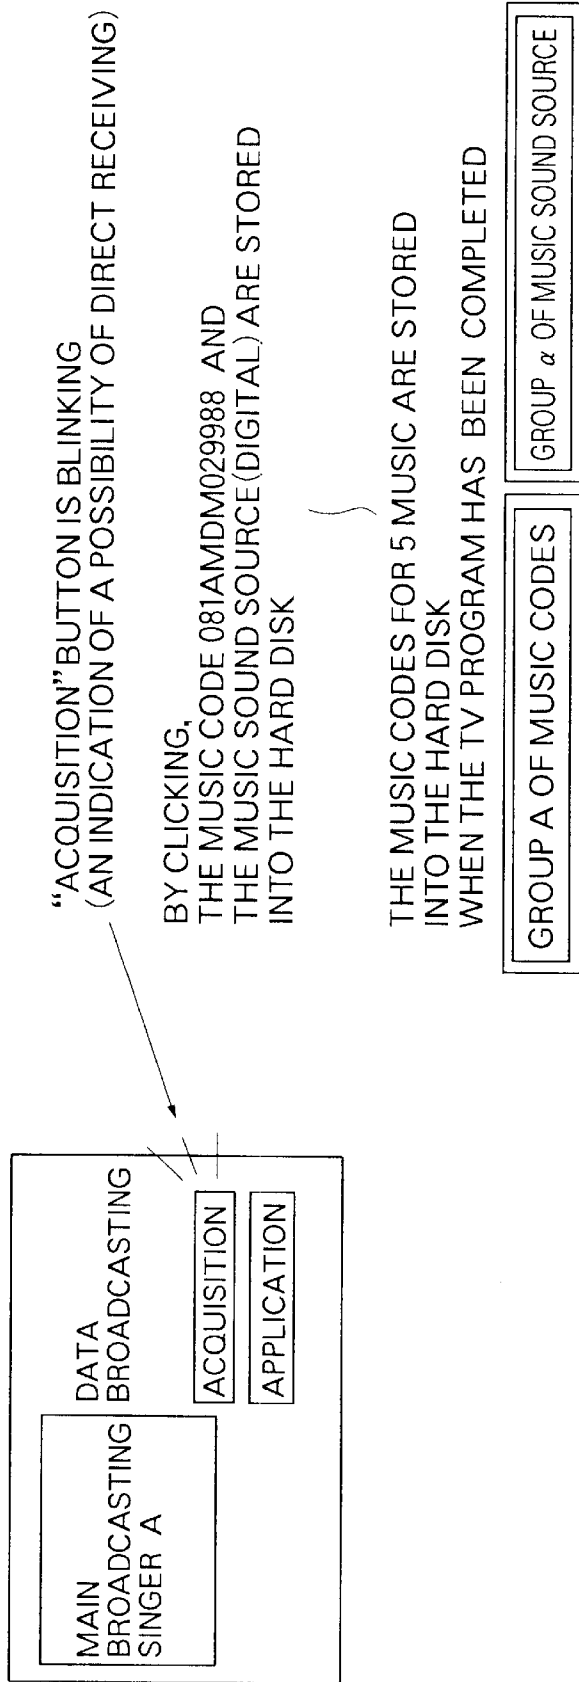 MAIN
BROADCASTING
SINGER A
DATA
BROADCASTING
ACQUISITION
APPLICATION
“ACQUISITION” BUTTON IS BLINKING
(AN INDICATION OF A POSSIBILITY OF DIRECT RECEIVING)
BY CLICKING,
THE MUSIC CODE 081AMDM029988 AND
THE MUSIC SOUND SOURCE(DIGITAL) ARE STORED
INTO THE HARD DISK
THE MUSIC CODES FOR 5 MUSIC ARE STORED
INTO THE HARD DISK
WHEN THE TV PROGRAM HAS BEEN COMPLETED
GROUP A OF MUSIC CODES
GROUP α OF MUSIC SOUND SOURCE